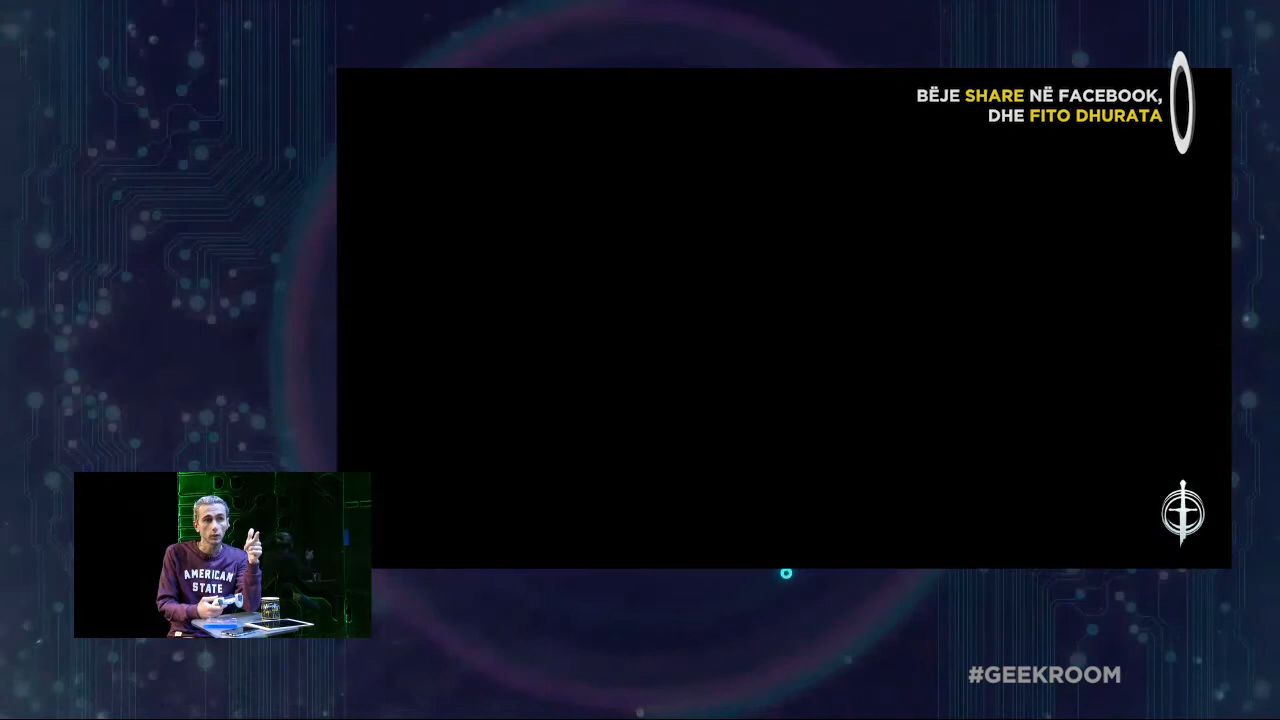 BËJE SHARE NË FACEBOOK,
DHE FITO DHURATA
AMERICAN
STATE
#GEEKROOM